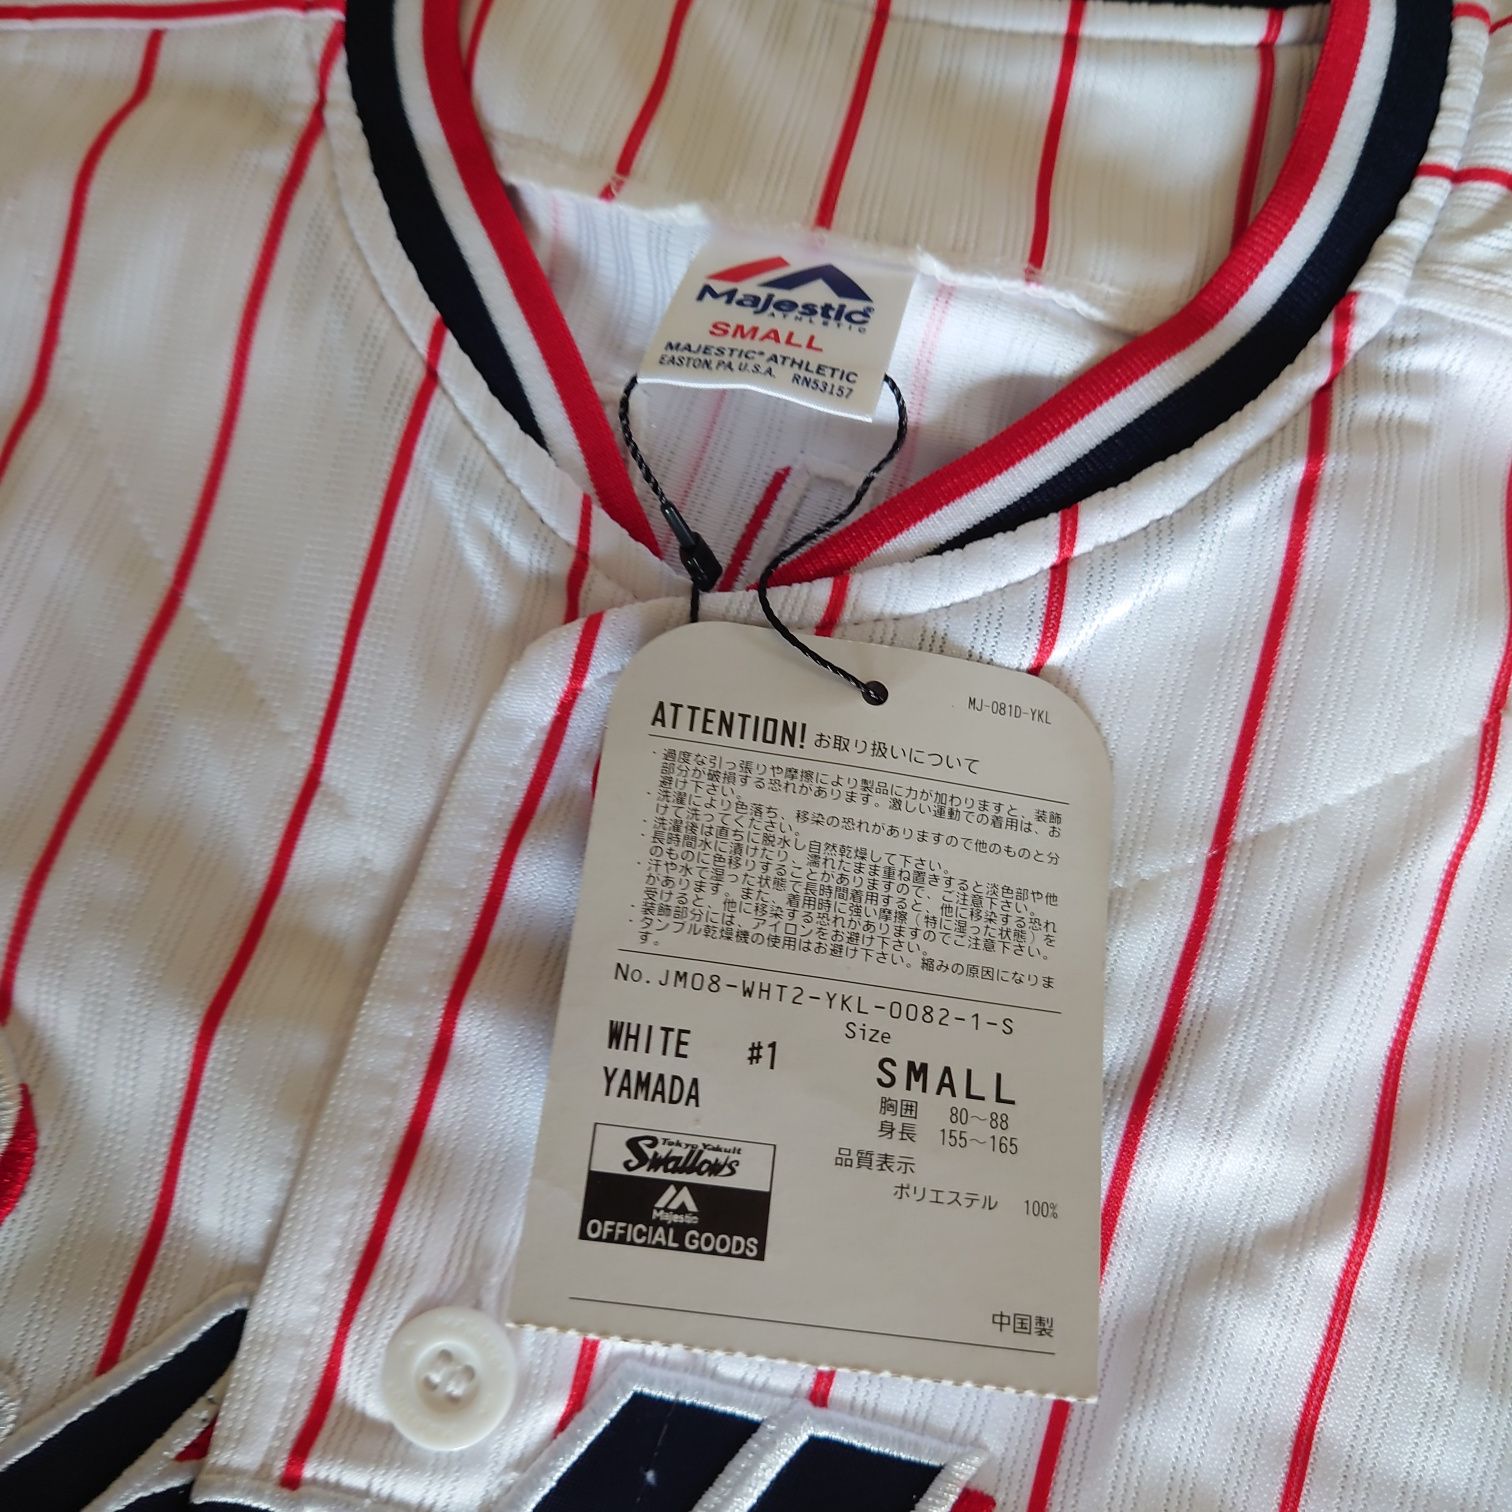 Majestic®
ATHLETIC
SMALL
MAJESTIC® ATHLETIC
EASTON, PA, U.S.A. RN53157
MJ-081D-YKL
ATTENTION! お取り扱いについて
・過度な引っ張りや摩擦により製品に力が加わりますと、装飾
部分が破損する恐れがあります。激しい運動での着用は、お
避け下さい。
・洗濯により色落ち、移染の恐れがありますので他のものと分
けて洗ってください。
・洗濯後は直ちに脱水し自然乾燥して下さい。
・長時間水に漬けたり、濡れたまま重ね置きすると淡色部や他
のものに色移りすることがありますので、ご注意下さい。
・汗や水で湿った状態で長時間着用すると、他に移染する恐れ
があります。また、着用時に強い摩擦（特に湿った状態）を
受けると、他に移染する恐れがありますのでご注意下さい。
・装飾部分には、アイロンをお避け下さい。
・タンブル乾燥機の使用はお避け下さい。縮みの原因になりま
す。
No.JM08-WHT2-YKL-0082-1-S
WHITE #1
YAMADA
Size
SMALL
胸囲 80～88
身長 155～165
品質表示
ポリエステル 100%
Tokyo Yakult
Swallows
Majestic
OFFICIAL GOODS
中国製